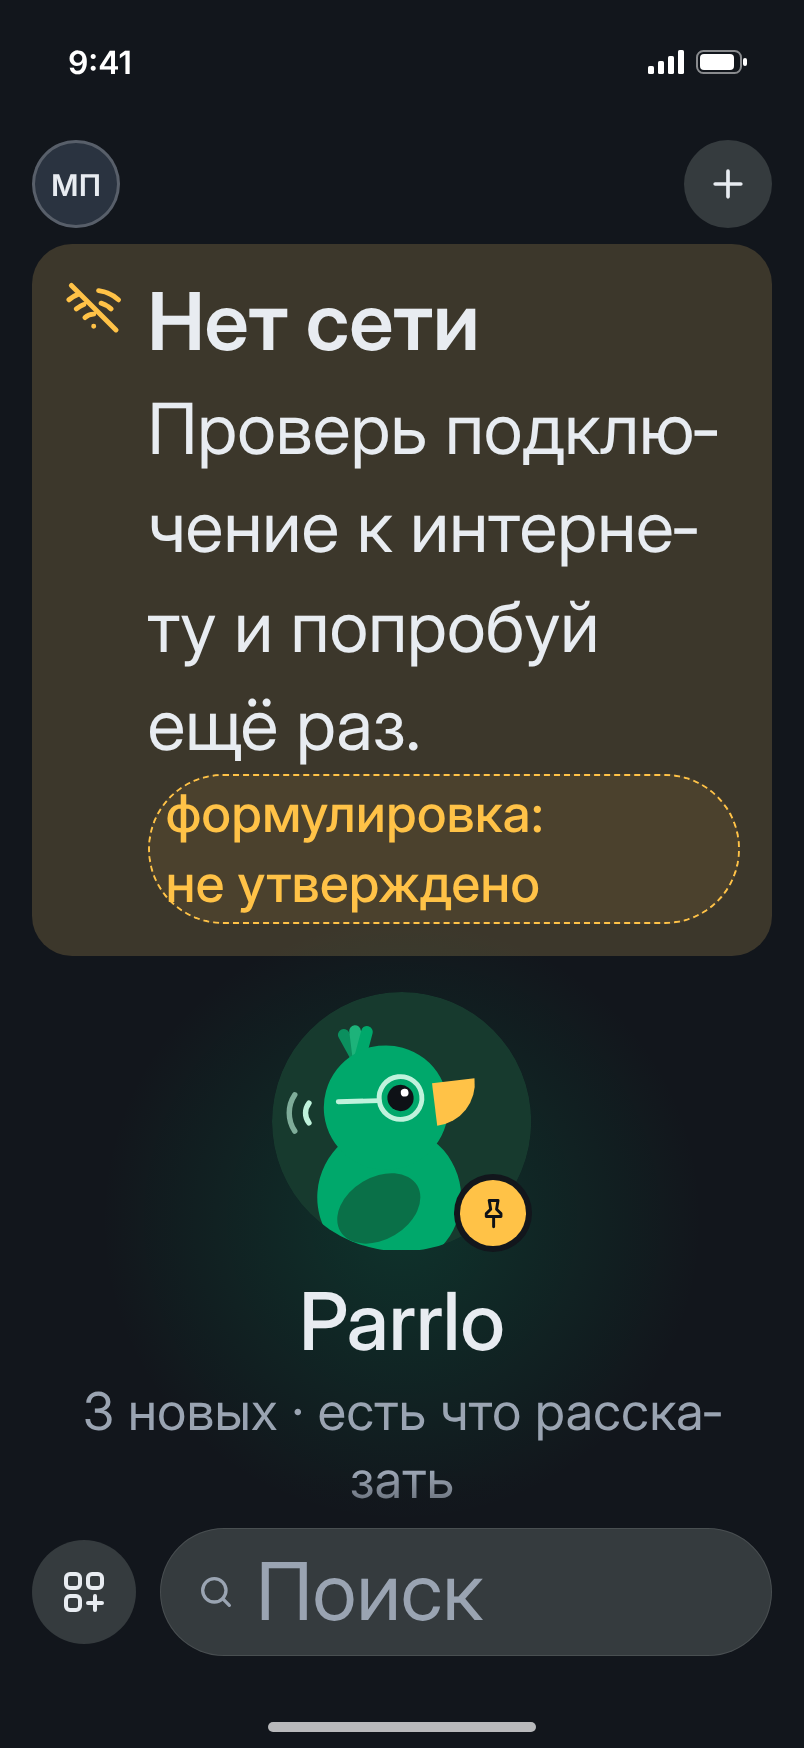 9:41
МП
Нет сети
Проверь подклю-
чение к интерне-
ту и попробуй
ещё раз.
формулировка:
не утверждено
Parrlo
3 новых · есть что расска-
зать
Поиск